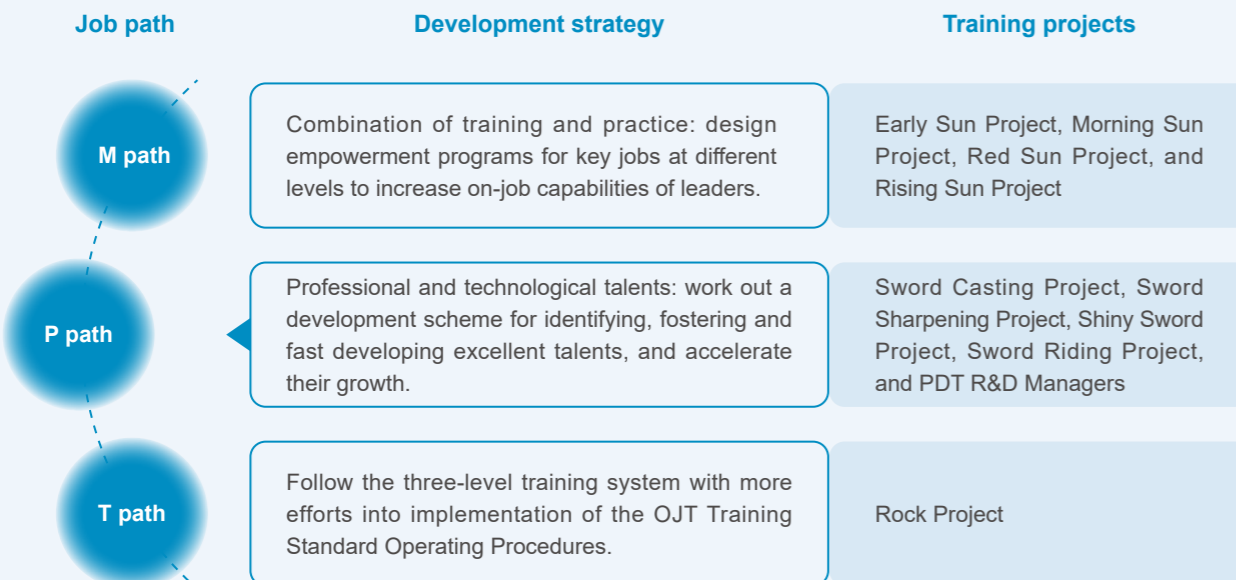 Job path
Development strategy
Training projects
M path
Combination of training and practice: design
empowerment programs for key jobs at different
levels to increase on-job capabilities of leaders.
Early Sun Project, Morning Sun
Project, Red Sun Project, and
Rising Sun Project
P path
Professional and technological talents: work out a
development scheme for identifying, fostering and
fast developing excellent talents, and accelerate
their growth.
Sword Casting Project, Sword
Sharpening Project, Shiny Sword
Project, Sword Riding Project,
and PDT R&D Managers
T path
Follow the three-level training system with more
efforts into implementation of the OJT Training
Standard Operating Procedures.
Rock Project